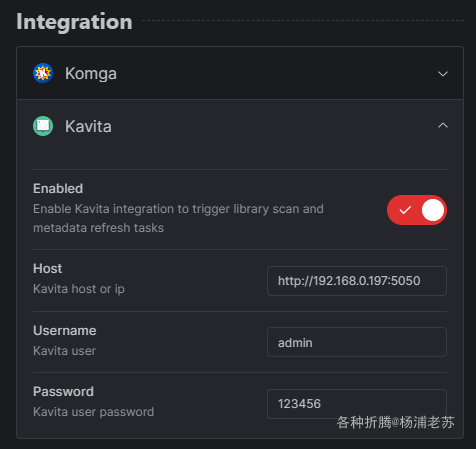 Integration
Komga
Kavita
Enabled
Enable Kavita integration to trigger library scan and
metadata refresh tasks
Host
Kavita host or ip
http://192.168.0.197:5050
Username
Kavita user
admin
Password
Kavita user password
123456
各种折腾@杨浦老苏